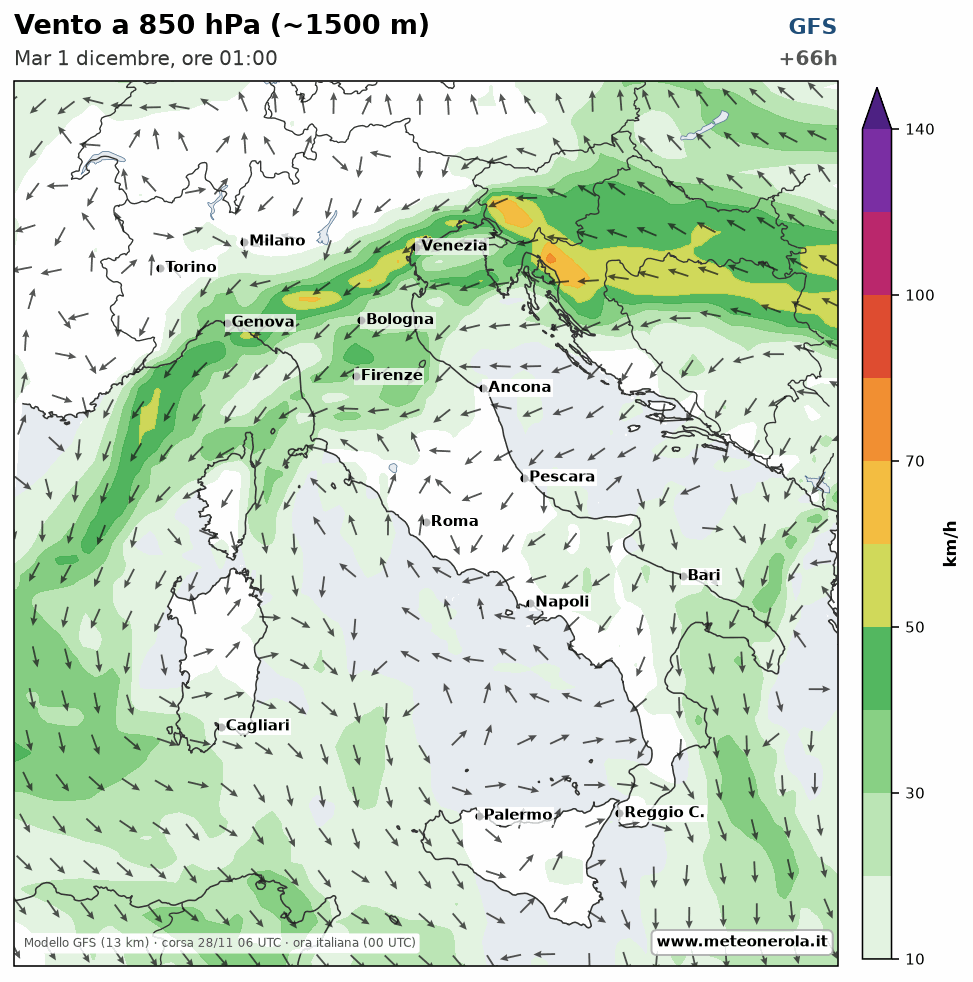 Vento a 850 hPa (~1500 m)
GFS
Mar 1 dicembre, ore 01:00
+66h
140
100
70
50
30
10
km/h
Milano
Venezia
Torino
Genova
Bologna
Firenze
Ancona
Pescara
Roma
Bari
Napoli
Cagliari
Palermo
Reggio C.
Modello GFS (13 km) · corsa 28/11 06 UTC · ora italiana (00 UTC)
www.meteonerola.it